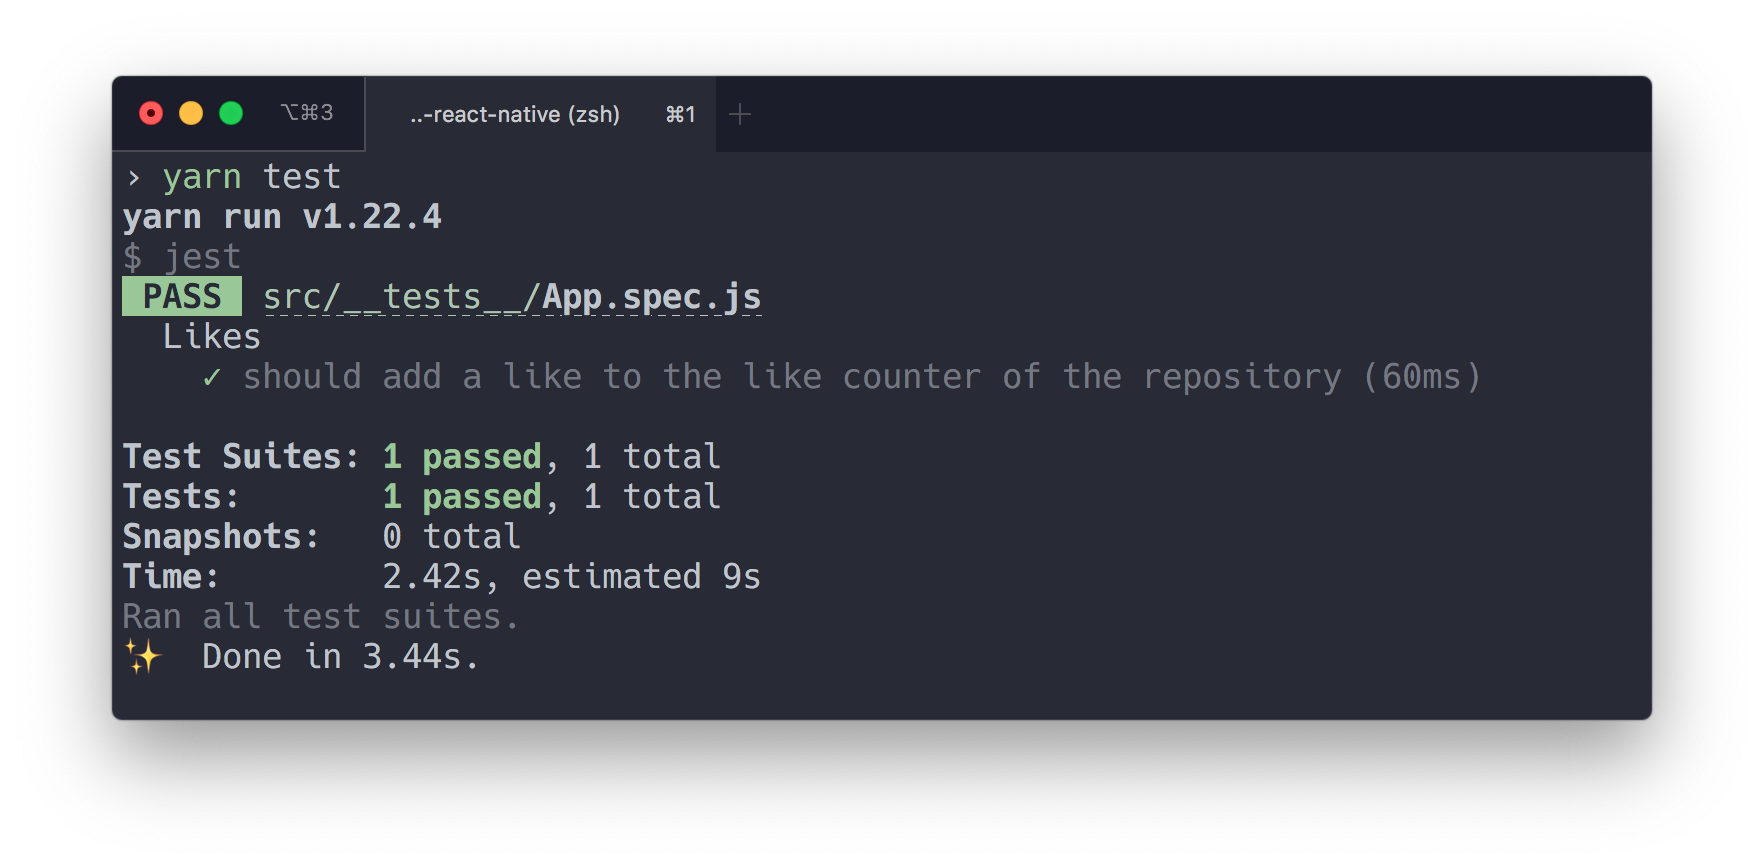 ⌥⌘3 ..-react-native (zsh) ⌘1 +
› yarn test
yarn run v1.22.4
$ jest
PASS src/__tests__/App.spec.js
Likes
✓ should add a like to the like counter of the repository (60ms)
Test Suites: 1 passed, 1 total
Tests: 1 passed, 1 total
Snapshots: 0 total
Time: 2.42s, estimated 9s
Ran all test suites.
✨ Done in 3.44s.